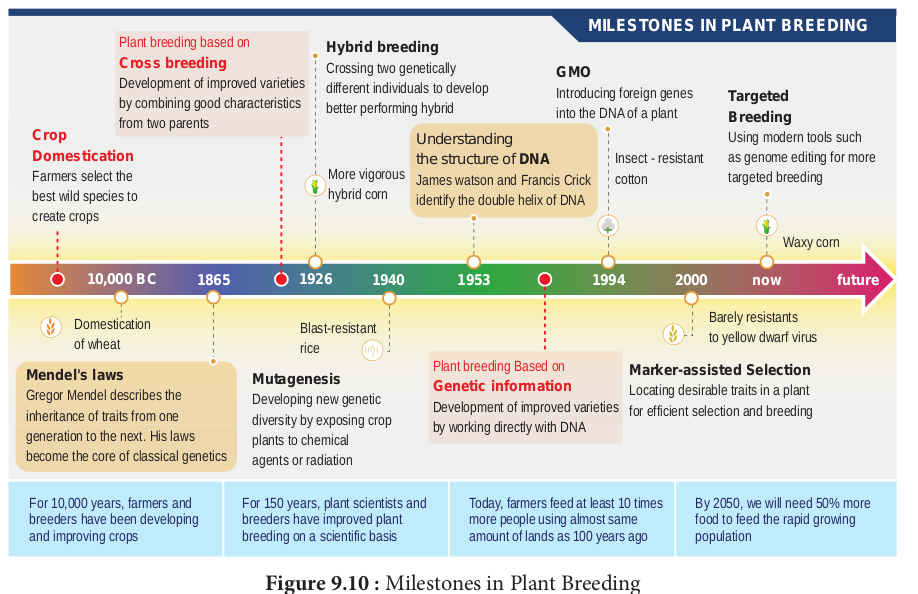 MILESTONES IN PLANT BREEDING
Plant breeding based on
Cross breeding
Development of improved varieties
by combining good characteristics
from two parents
Hybrid breeding
Crossing two genetically
different individuals to develop
better performing hybrid
More vigorous
hybrid corn
GMO
Introducing foreign genes
into the DNA of a plant
Insect - resistant
cotton
Targeted
Breeding
Using modern tools such
as genome editing for more
targeted breeding
Waxy corn
Crop
Domestication
Farmers select the
best wild species to
create crops
Understanding
the structure of DNA
James watson and Francis Crick
identify the double helix of DNA
10,000 BC 1865 1926 1940 1953 1994 2000 now future
Domestication
of wheat
Mendel's laws
Gregor Mendel describes the
inheritance of traits from one
generation to the next. His laws
become the core of classical genetics
Blast-resistant
rice
Mutagenesis
Developing new genetic
diversity by exposing crop
plants to chemical
agents or radiation
Plant breeding Based on
Genetic information
Development of improved varieties
by working directly with DNA
Barely resistants
to yellow dwarf virus
Marker-assisted Selection
Locating desirable traits in a plant
for efficient selection and breeding
For 10,000 years, farmers and
breeders have been developing
and improving crops
For 150 years, plant scientists and
breeders have improved plant
breeding on a scientific basis
Today, farmers feed at least 10 times
more people using almost same
amount of lands as 100 years ago
By 2050, we will need 50% more
food to feed the rapid growing
population
Figure 9.10 : Milestones in Plant Breeding